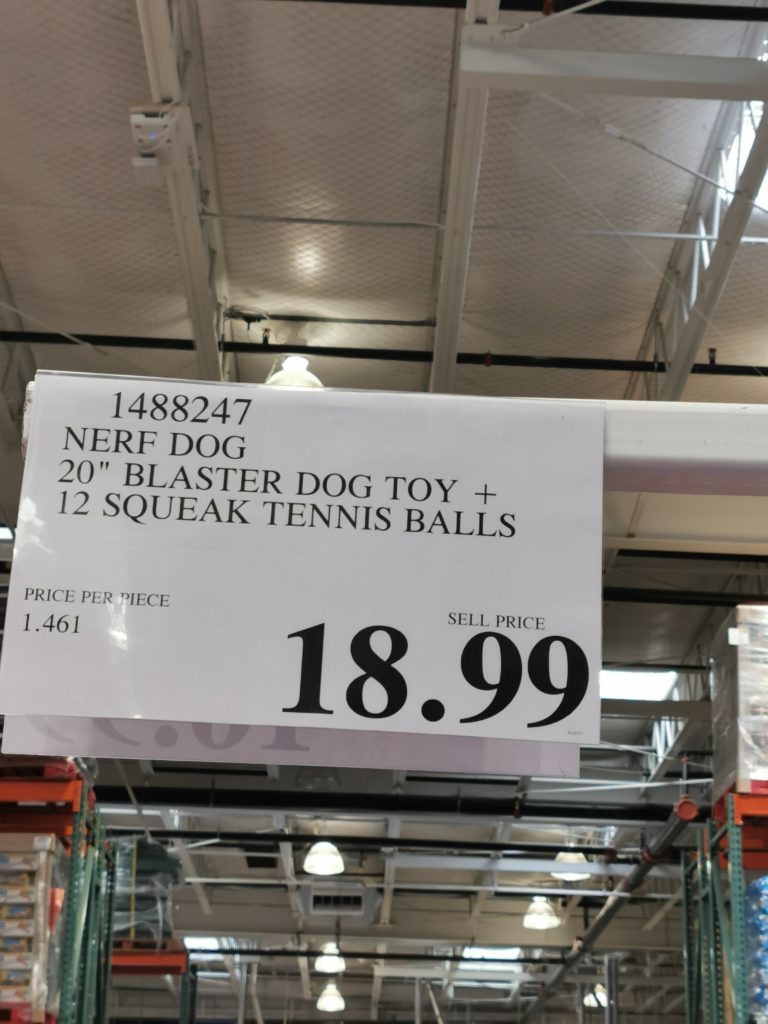 1488247
NERF DOG
20" BLASTER DOG TOY +
12 SQUEAK TENNIS BALLS
PRICE PER PIECE
1.461
SELL PRICE
18.99